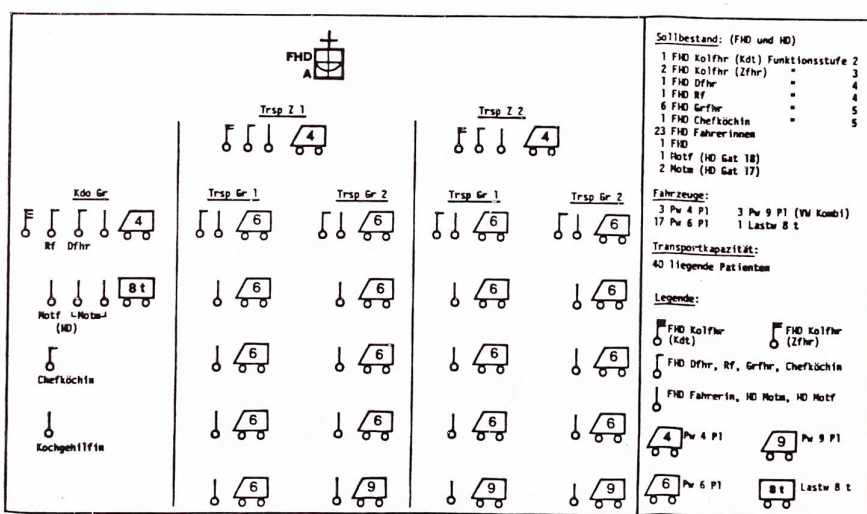 FHD
A
Trsp Z 1
Trsp Z 2
4
4
Kdo Gr
Trsp Gr 1
Trsp Gr 2
Trsp Gr 1
Trsp Gr 2
4
6
6
6
6
Rf Dfhr
8 t
6
6
6
6
Motf Motm
(HD)
6
6
6
6
Chefköchin
6
6
6
6
Kochgehilfin
6
9
9
9
Sollbestand: (FHD und HD)
1 FHD Kolfhr (Kdt) Funktionsstufe 2
2 FHD Kolfhr (Zfhr) " 3
1 FHD Dfhr " 4
1 FHD Rf " 4
6 FHD Grfhr " 5
1 FHD Chefköchin " 5
23 FHD Fahrerinnen
1 FHD
1 Motf (HD Gat 18)
2 Motm (HD Gat 17)
Fahrzeuge:
3 Pw 4 Pl 3 Pw 9 Pl (VW Kombi)
17 Pw 6 Pl 1 Lastw 8 t
Transportkapazität:
40 liegende Patienten
Legende:
FHD Kolfhr
(Kdt)
FHD Kolfhr
(Zfhr)
FHD Dfhr, Rf, Grfhr, Chefköchin
FHD Fahrerin, HD Motm, HD Motf
4 Pw 4 Pl
9 Pw 9 Pl
6 Pw 6 Pl
8 t Lastw 8 t